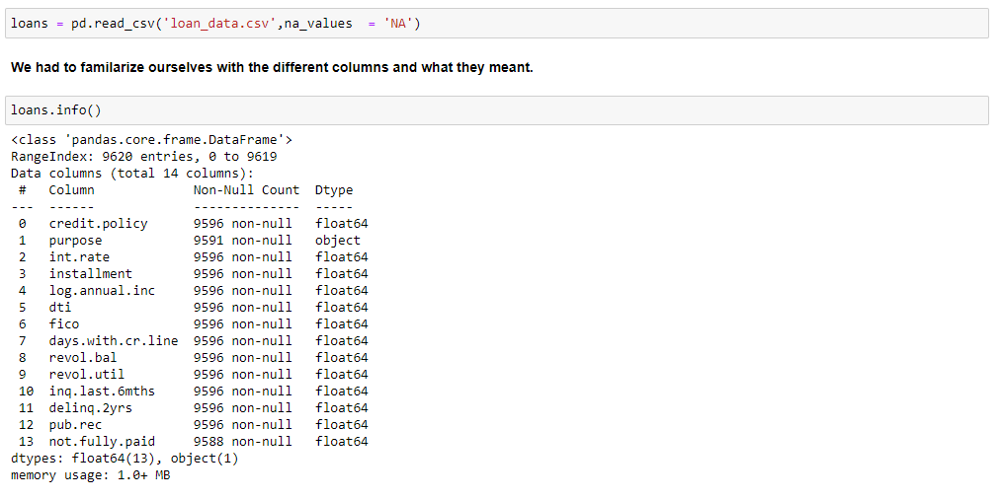 loans = pd.read_csv('loan_data.csv',na_values  = 'NA')
We had to familarize ourselves with the different columns and what they meant.
loans.info()
<class 'pandas.core.frame.DataFrame'>
RangeIndex: 9620 entries, 0 to 9619
Data columns (total 14 columns):
 #   Column             Non-Null Count  Dtype
---  ------             --------------  -----
 0   credit.policy      9596 non-null   float64
 1   purpose            9591 non-null   object
 2   int.rate           9596 non-null   float64
 3   installment        9596 non-null   float64
 4   log.annual.inc     9596 non-null   float64
 5   dti                9596 non-null   float64
 6   fico               9596 non-null   float64
 7   days.with.cr.line  9596 non-null   float64
 8   revol.bal          9596 non-null   float64
 9   revol.util         9596 non-null   float64
 10  inq.last.6mths     9596 non-null   float64
 11  delinq.2yrs        9596 non-null   float64
 12  pub.rec            9596 non-null   float64
 13  not.fully.paid     9588 non-null   float64
dtypes: float64(13), object(1)
memory usage: 1.0+ MB